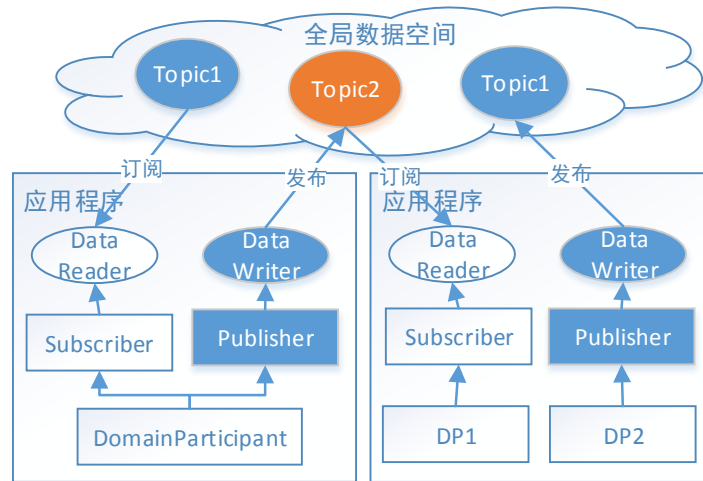 全局数据空间
Topic1
Topic2
Topic1
订阅
发布
订阅
发布
应用程序
Data
Reader
Data
Writer
Subscriber
Publisher
DomainParticipant
应用程序
Data
Reader
Data
Writer
Subscriber
Publisher
DP1
DP2